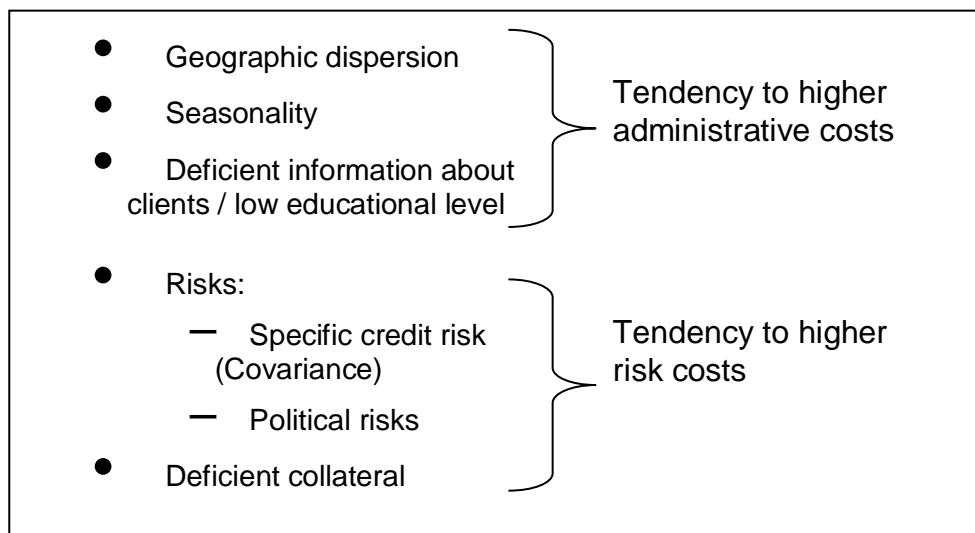 ● Geographic dispersion
● Seasonality
● Deficient information about
clients / low educational level
Tendency to higher
administrative costs
● Risks:
– Specific credit risk
(Covariance)
– Political risks
● Deficient collateral
Tendency to higher
risk costs